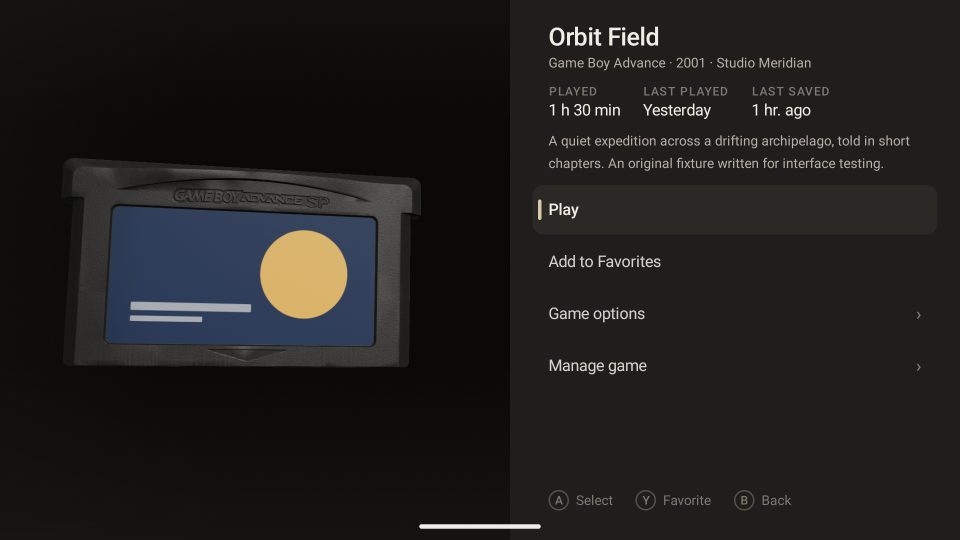 Orbit Field
Game Boy Advance · 2001 · Studio Meridian
PLAYED LAST PLAYED LAST SAVED
1 h 30 min Yesterday 1 hr. ago
A quiet expedition across a drifting archipelago, told in short
chapters. An original fixture written for interface testing.
GAME BOY ADVANCE SP
Play
Add to Favorites
Game options ›
Manage game ›
A Select Y Favorite B Back